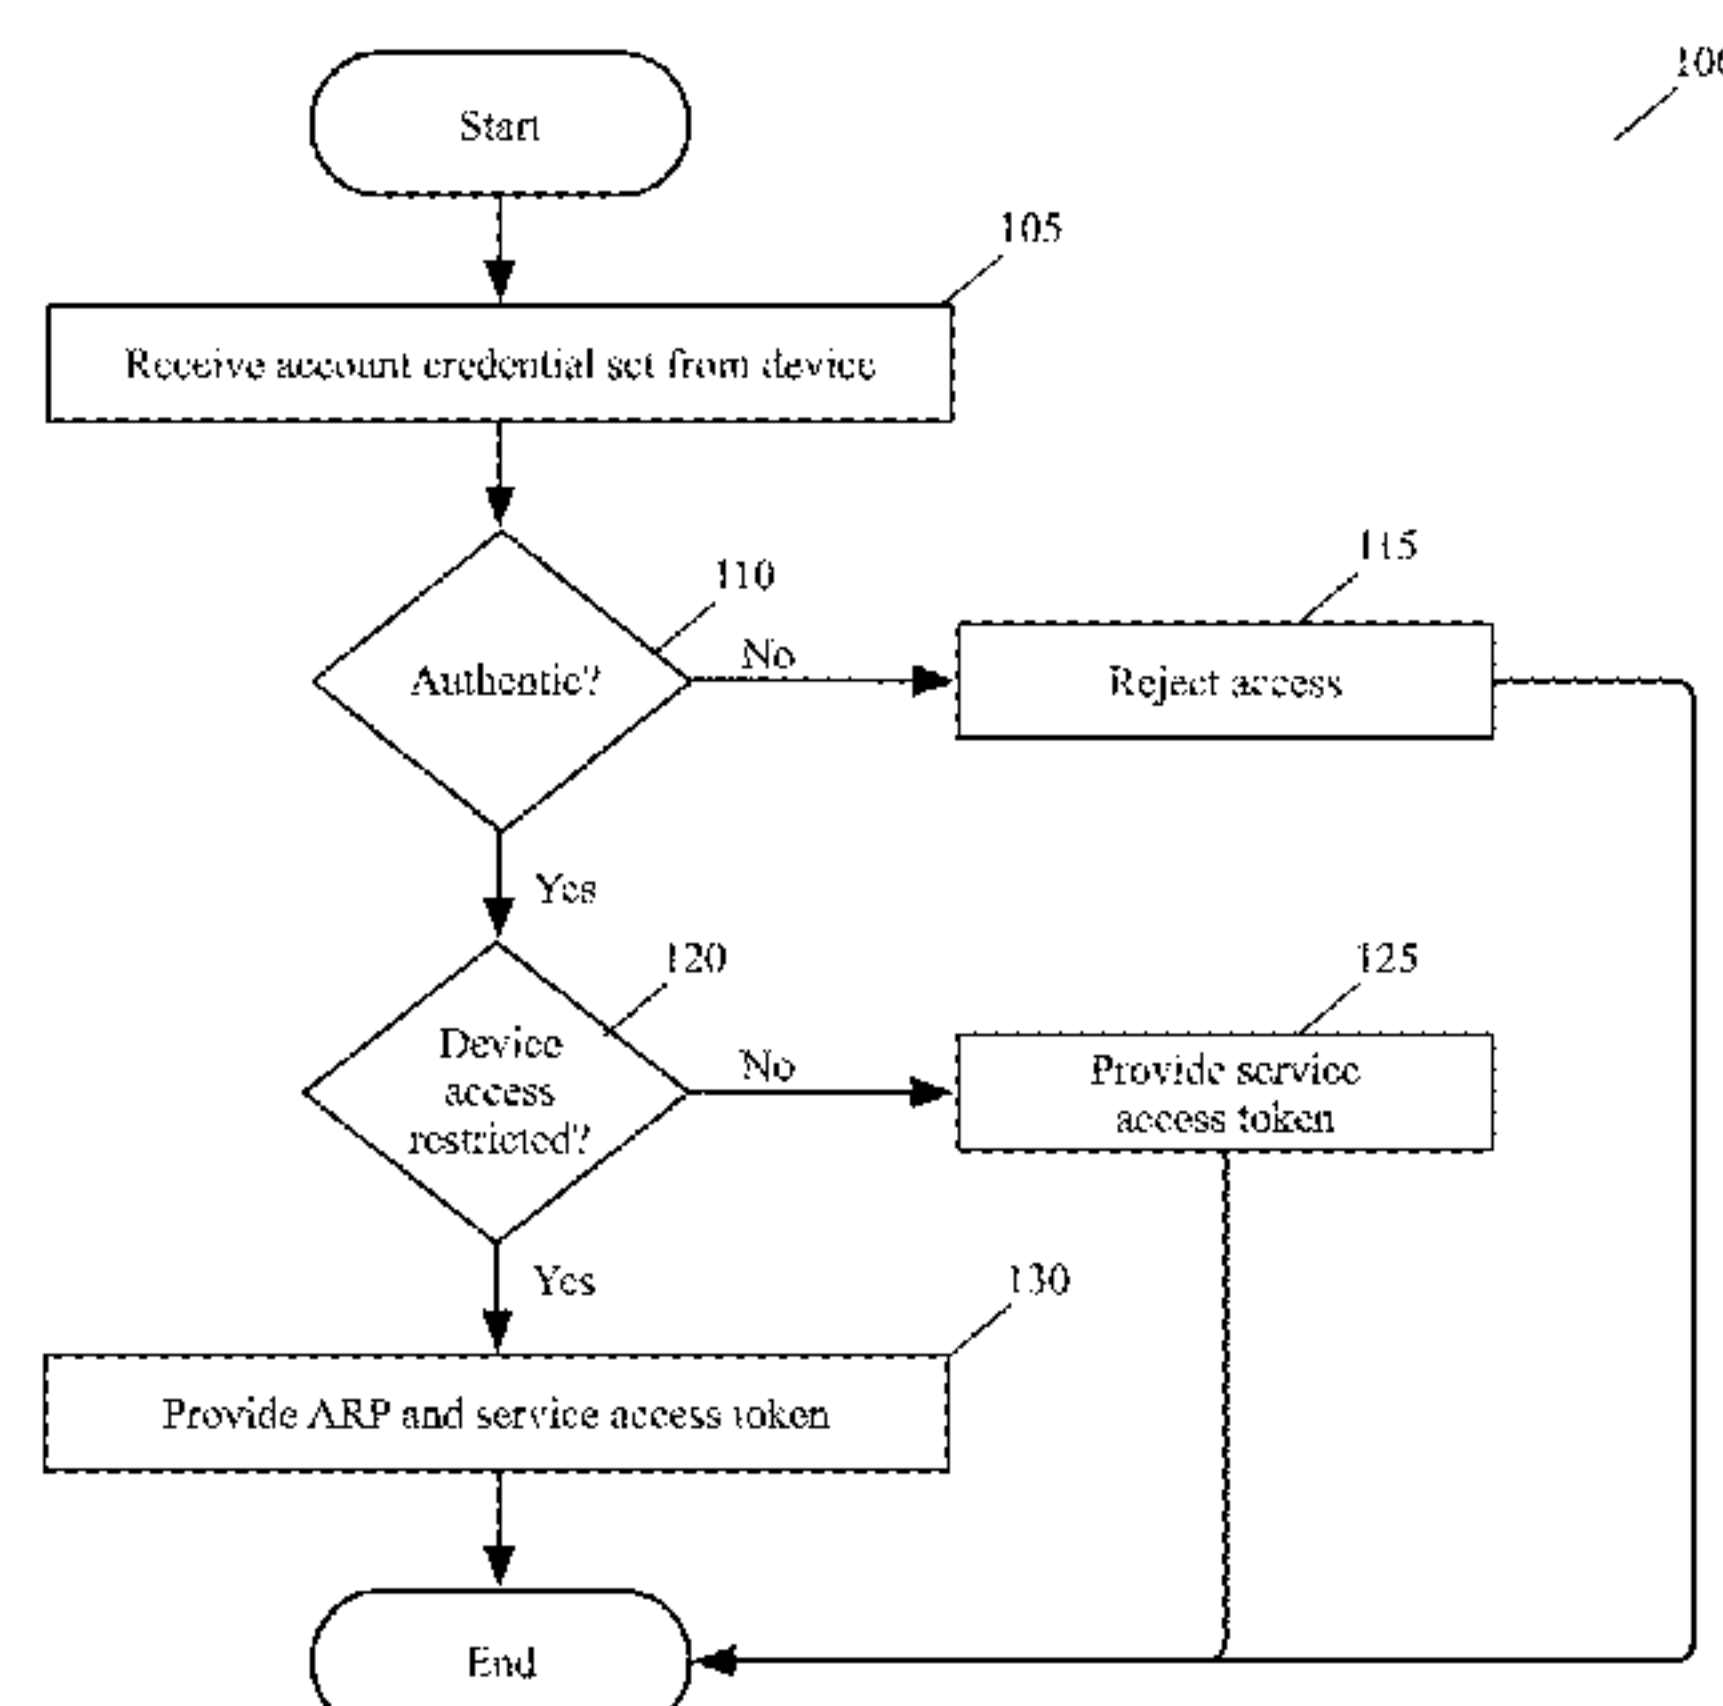 100
Start
105
Receive account credential set from device
110
115
Authentic?
No
Reject access
Yes
120
125
Device
access
restricted?
No
Provide service
access token
Yes
130
Provide ARP and service access token
End